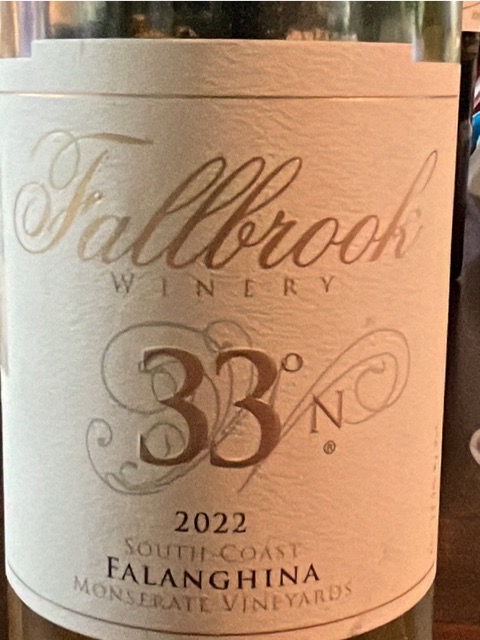 Fallbrook
WINERY
33° N
®
2022
SOUTH COAST
FALANGHINA
MONSERATE VINEYARDS